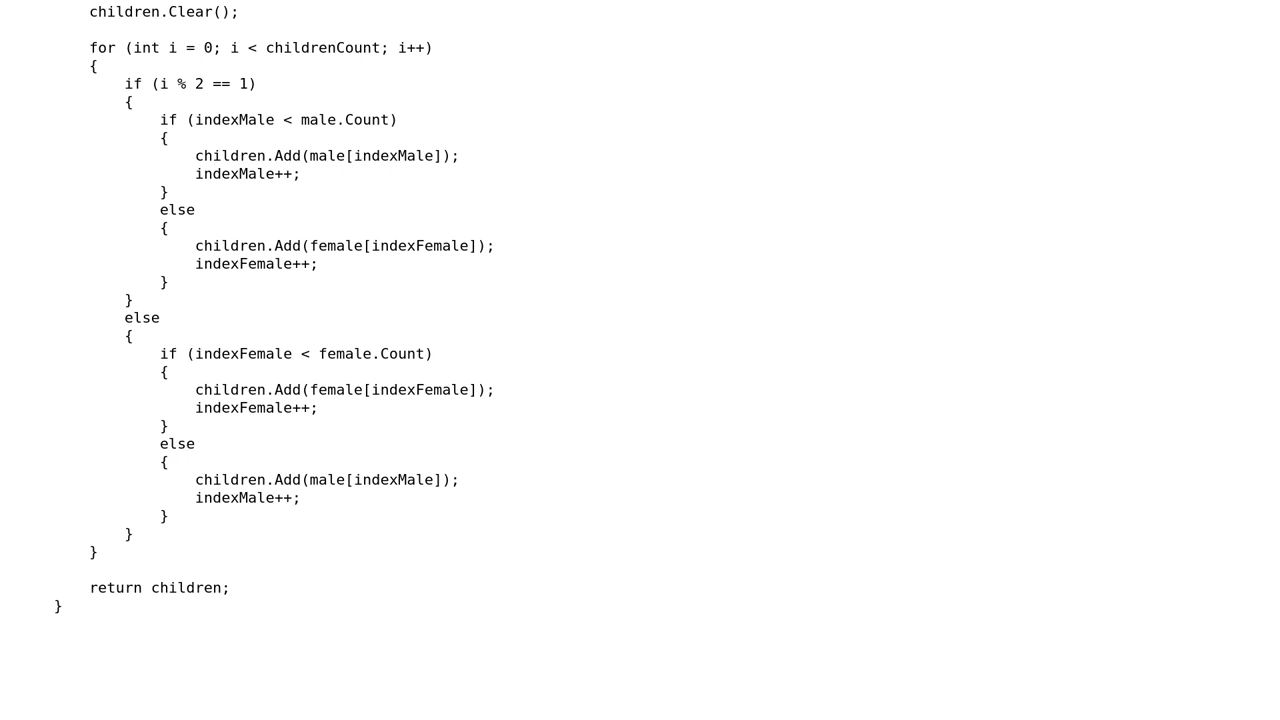 children.Clear();

for (int i = 0; i < childrenCount; i++)
{
    if (i % 2 == 1)
    {
        if (indexMale < male.Count)
        {
            children.Add(male[indexMale]);
            indexMale++;
        }
        else
        {
            children.Add(female[indexFemale]);
            indexFemale++;
        }
    }
    else
    {
        if (indexFemale < female.Count)
        {
            children.Add(female[indexFemale]);
            indexFemale++;
        }
        else
        {
            children.Add(male[indexMale]);
            indexMale++;
        }
    }
}

return children;
}